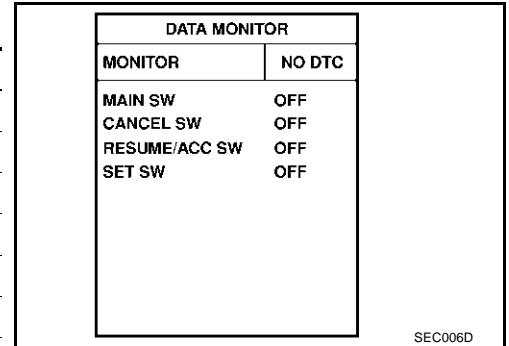 DATA MONITOR
MONITOR NO DTC
MAIN SW OFF
CANCEL SW OFF
RESUME/ACC SW OFF
SET SW OFF
SEC006D